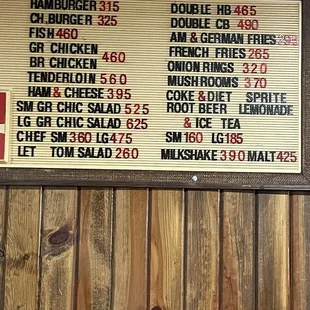 HAMBURGER 315
CH.BURGER 325
FISH 460
GR CHICKEN
BR CHICKEN 460
TENDERLOIN 560
HAM & CHEESE 395
SM GR CHIC SALAD 525
LG GR CHIC SALAD 625
CHEF SM 360 LG 475
LET TOM SALAD 260
DOUBLE HB 465
DOUBLE CB 490
AM & GERMAN FRIES
FRENCH FRIES 265
ONION RINGS 320
MUSHROOMS 370
COKE & DIET SPRITE
ROOT BEER LEMONADE
& ICE TEA
SM 160 LG 185
MILKSHAKE 390 MALT 425